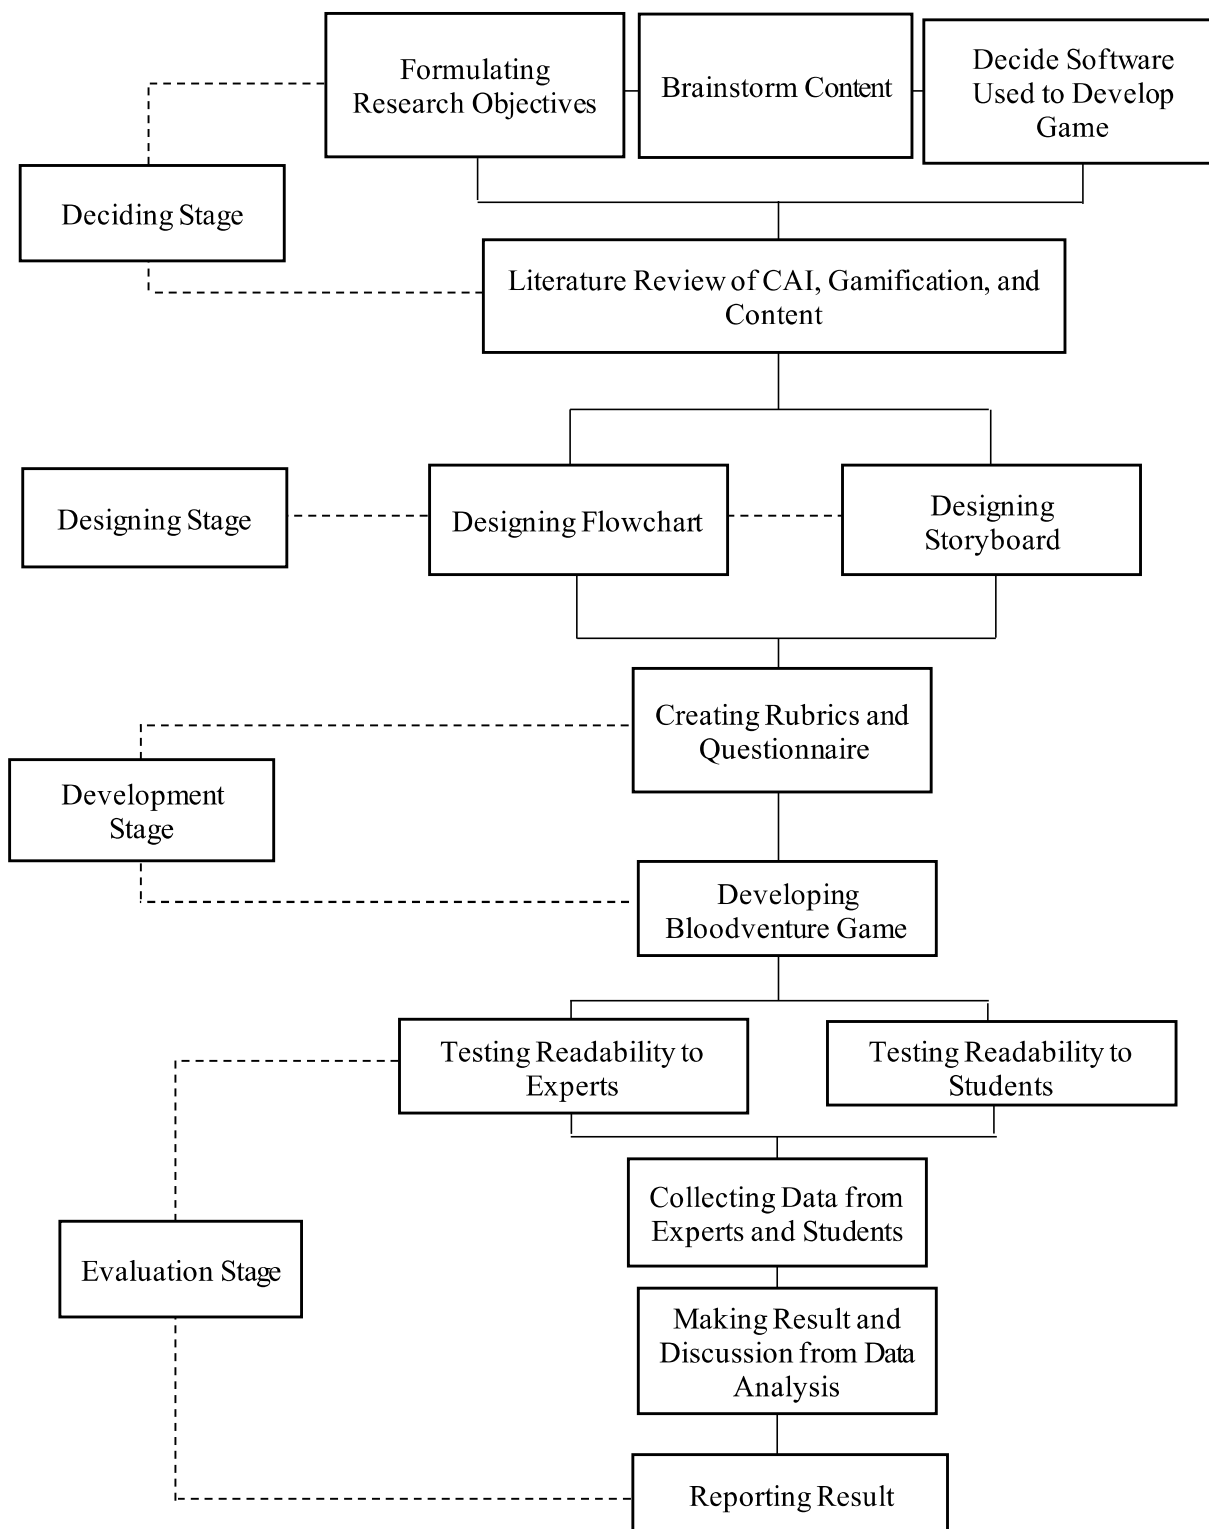 Formulating
Research Objectives
Brainstorm Content
Decide Software
Used to Develop
Game
Deciding Stage
Literature Review of CAI, Gamification, and
Content
Designing Stage
Designing Flowchart
Designing
Storyboard
Creating Rubrics and
Questionnaire
Development
Stage
Developing
Bloodventure Game
Testing Readability to
Experts
Testing Readability to
Students
Collecting Data from
Experts and Students
Evaluation Stage
Making Result and
Discussion from Data
Analysis
Reporting Result